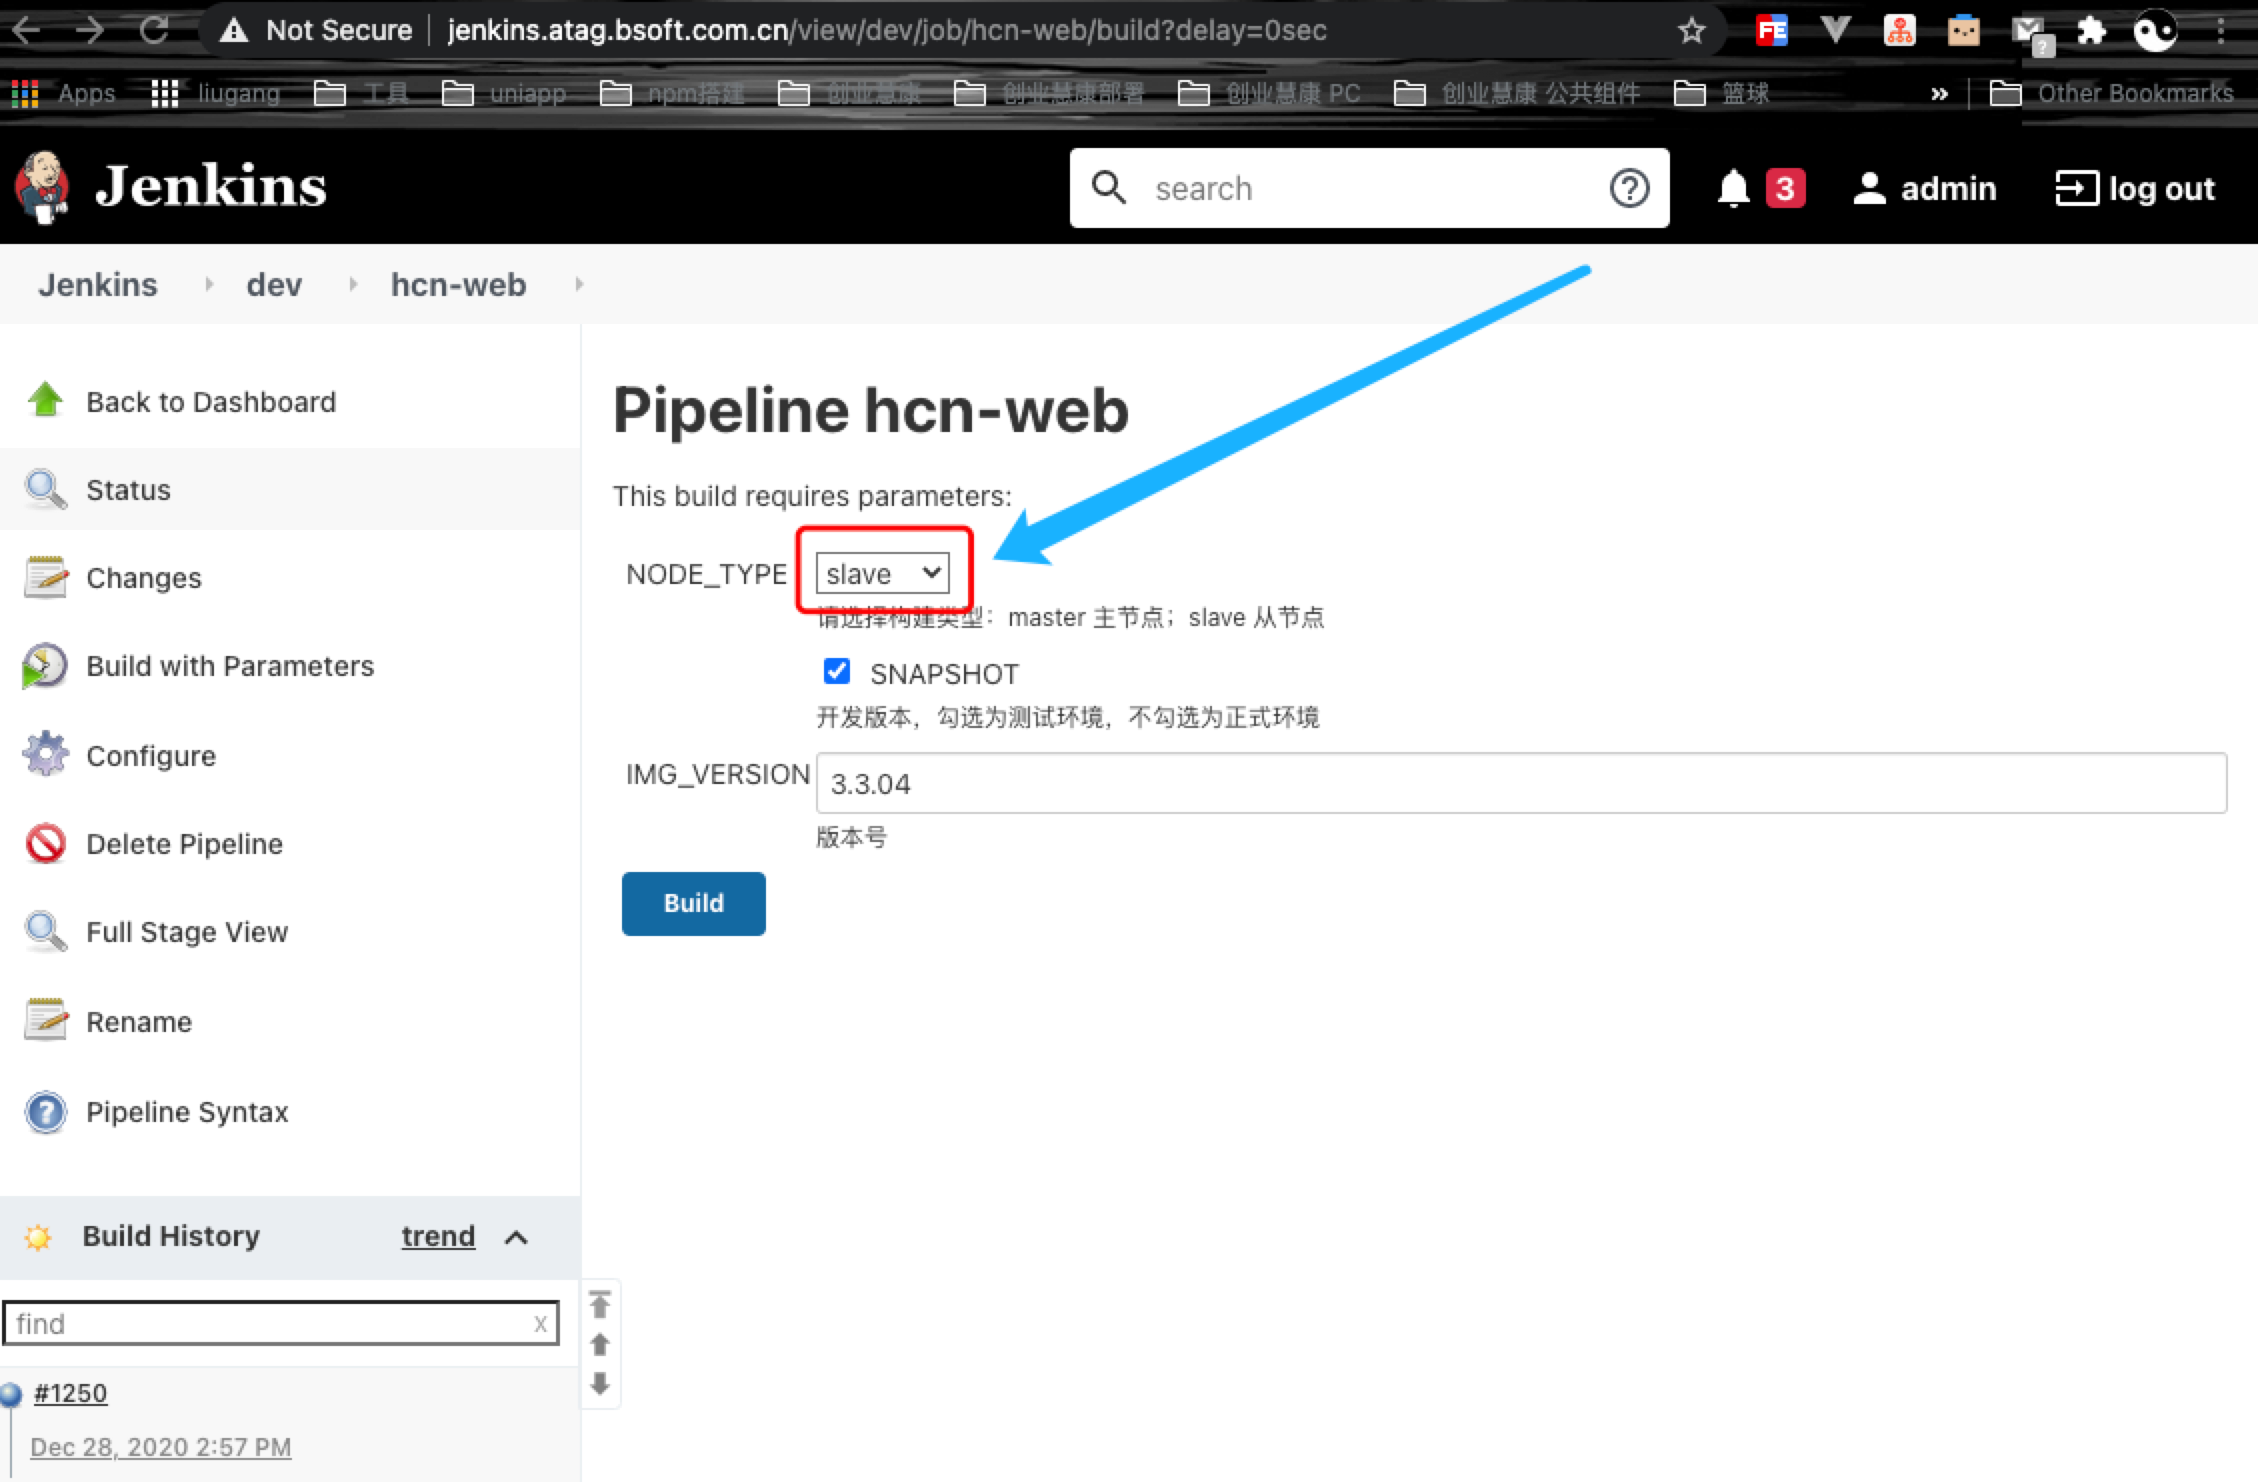 Not Secure | jenkins.atag.bsoft.com.cn/view/dev/job/hcn-web/build?delay=0sec
FE
?
Apps liugang 工具 uniapp npm搭建 创业慧康 创业慧康部署 创业慧康 PC 创业慧康 公共组件 篮球 » Other Bookmarks
Jenkins
search
3
admin
log out
Jenkins dev hcn-web
Back to Dashboard
Status
Changes
Build with Parameters
Configure
Delete Pipeline
Full Stage View
Rename
Pipeline Syntax
Build History trend
find x
#1250
Dec 28, 2020 2:57 PM
Pipeline hcn-web
This build requires parameters:
NODE_TYPE slave
请选择构建类型：master 主节点；slave 从节点
SNAPSHOT
开发版本，勾选为测试环境，不勾选为正式环境
IMG_VERSION 3.3.04
版本号
Build